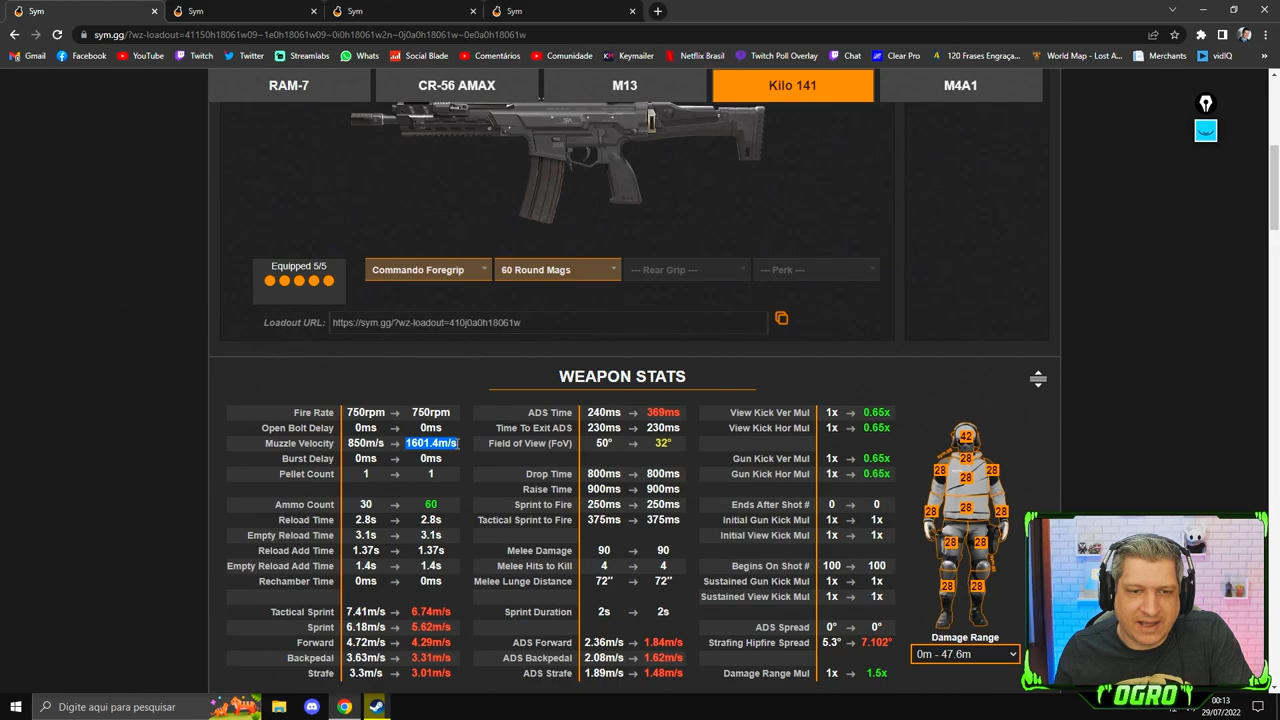 Sym
Sym
Sym
Sym
sym.gg/?wz-loadout=41150h18061w09~1e0h18061w09~0i0h18061w2n~0j0a0h18061w~0e0a0h18061w
Gmail
Facebook
YouTube
Twitch
Twitter
Streamlabs
Whats
Social Blade
Comentários
Comunidade
Keymailer
Netflix Brasil
Twitch Poll Overlay
Chat
Clear Pro
120 Frases Engraça...
World Map - Lost A...
Merchants
vidIQ
RAM-7
CR-56 AMAX
M13
Kilo 141
M4A1
Equipped 5/5
Commando Foregrip
60 Round Mags
--- Rear Grip ---
--- Perk ---
Loadout URL:
https://sym.gg/?wz-loadout=410j0a0h18061w
WEAPON STATS
Fire Rate 750rpm → 750rpm
Open Bolt Delay 0ms → 0ms
Muzzle Velocity 850m/s → 1601.4m/s
Burst Delay 0ms → 0ms
Pellet Count 1 → 1
Ammo Count 30 → 60
Reload Time 2.8s → 2.8s
Empty Reload Time 3.1s → 3.1s
Reload Add Time 1.37s → 1.37s
Empty Reload Add Time 1.4s → 1.4s
Rechamber Time 0ms → 0ms
Tactical Sprint 7.41m/s → 6.74m/s
Sprint 6.18m/s → 5.62m/s
Forward 4.72m/s → 4.29m/s
Backpedal 3.63m/s → 3.31m/s
Strafe 3.3m/s → 3.01m/s
ADS Time 240ms → 369ms
Time To Exit ADS 230ms → 230ms
Field of View (FoV) 50° → 32°
Drop Time 800ms → 800ms
Raise Time 900ms → 900ms
Sprint to Fire 250ms → 250ms
Tactical Sprint to Fire 375ms → 375ms
Melee Damage 90 → 90
Melee Hits to Kill 4 → 4
Melee Lunge Distance 72″ → 72″
Sprint Duration 2s → 2s
ADS Forward 2.36m/s → 1.84m/s
ADS Backpedal 2.08m/s → 1.62m/s
ADS Strafe 1.89m/s → 1.48m/s
View Kick Ver Mul 1x → 0.65x
View Kick Hor Mul 1x → 0.65x
Gun Kick Ver Mul 1x → 0.65x
Gun Kick Hor Mul 1x → 0.65x
Ends After Shot # 0 → 0
Initial Gun Kick Mul 1x → 1x
Initial View Kick Mul 1x → 1x
Begins On Shot # 100 → 100
Sustained Gun Kick Mul 1x → 1x
Sustained View Kick Mul 1x → 1x
ADS Spread 0° → 0°
Strafing Hipfire Spread 5.3° → 7.102°
Damage Range Mul 1x → 1.5x
42
28
28 28
28
28
28 28
28 28
28 28
Damage Range
0m - 47.6m
OGRO
Digite aqui para pesquisar
00:13
29/07/2022